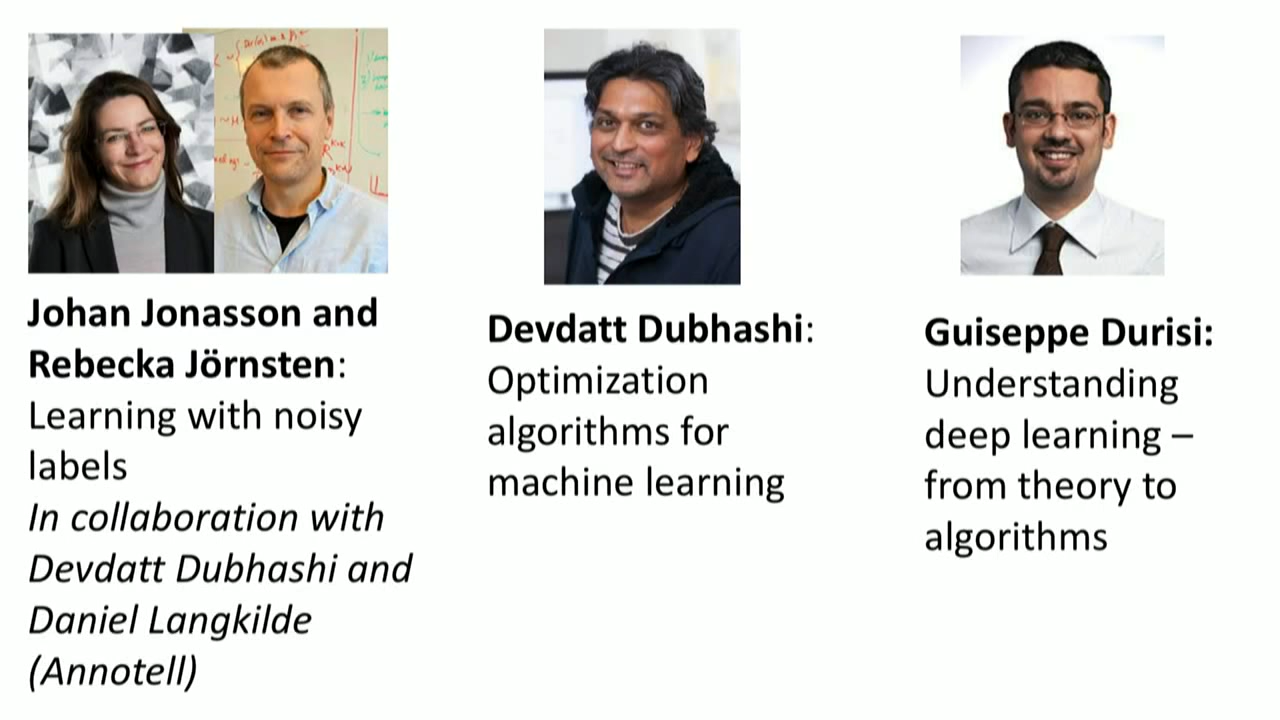 Johan Jonasson and
Rebecka Jörnsten:
Learning with noisy
labels
In collaboration with
Devdatt Dubhashi and
Daniel Langkilde
(Annotell)
Devdatt Dubhashi:
Optimization
algorithms for
machine learning
Guiseppe Durisi:
Understanding
deep learning –
from theory to
algorithms